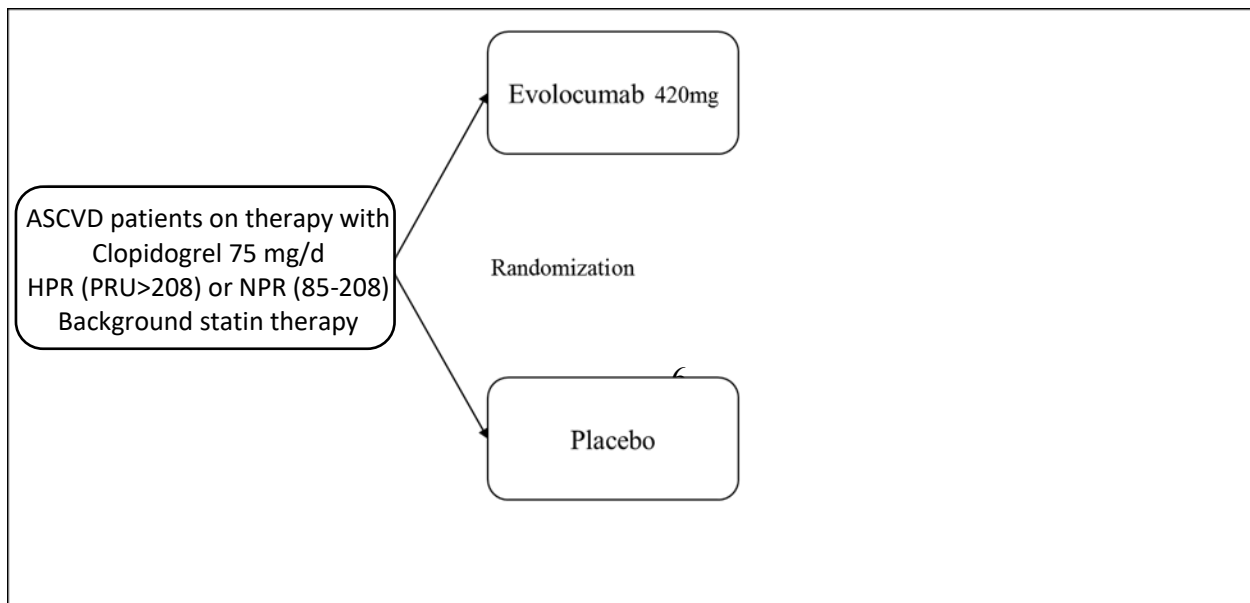 Evolocumab 420mg
ASCVD patients on therapy with
Clopidogrel 75 mg/d
HPR (PRU>208) or NPR (85-208)
Background statin therapy
Randomization
Placebo